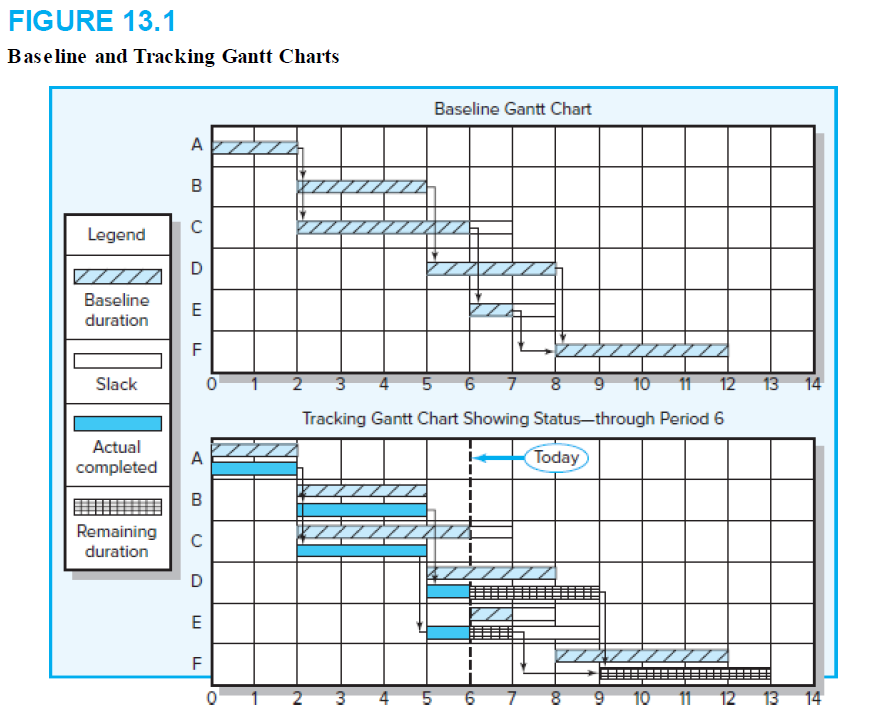 FIGURE 13.1
Baseline and Tracking Gantt Charts
Baseline Gantt Chart
A
B
C
D
E
F
0 1 2 3 4 5 6 7 8 9 10 11 12 13 14
Legend
Baseline
duration
Slack
Actual
completed
Remaining
duration
Tracking Gantt Chart Showing Status—through Period 6
Today
A
B
C
D
E
F
0 1 2 3 4 5 6 7 8 9 10 11 12 13 14